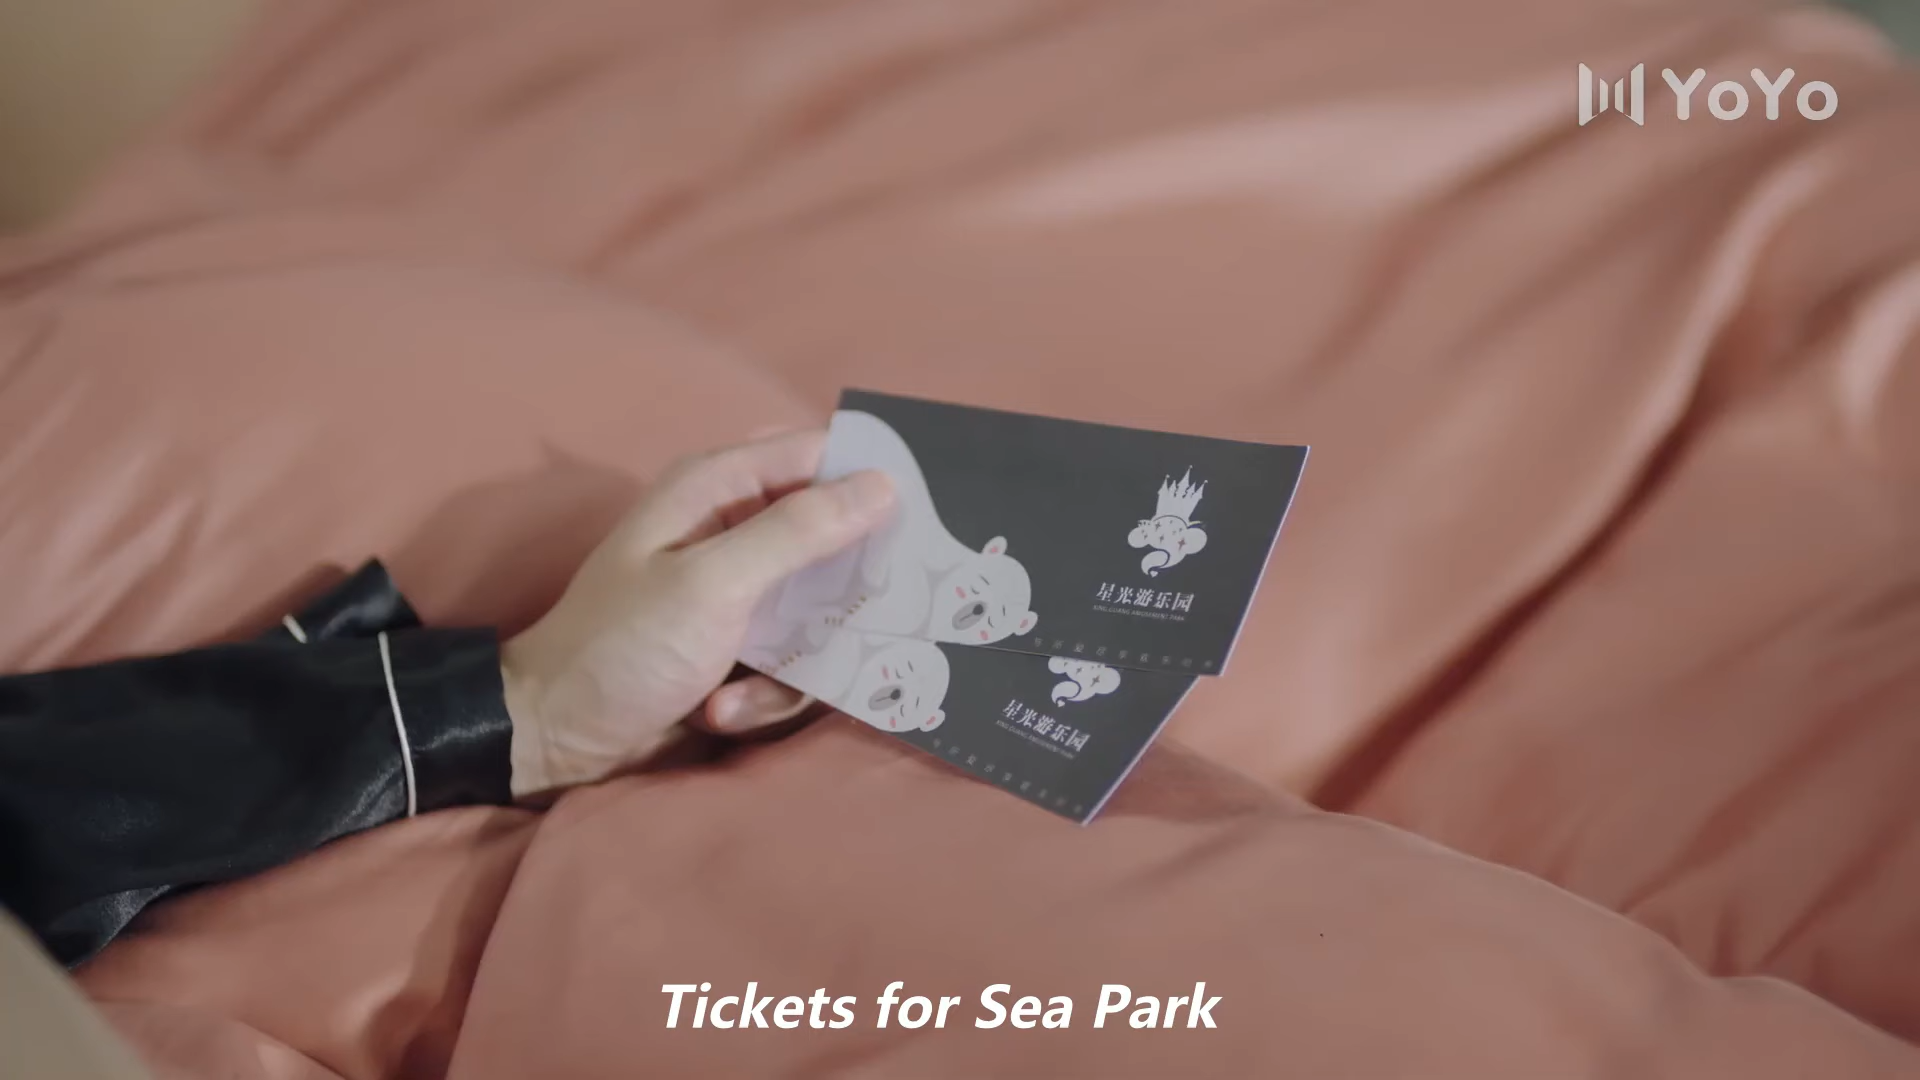 YoYo
星光游乐园
XING GUANG AMUSEMENT PARK
星光游乐园
XING GUANG AMUSEMENT PARK
Tickets for Sea Park